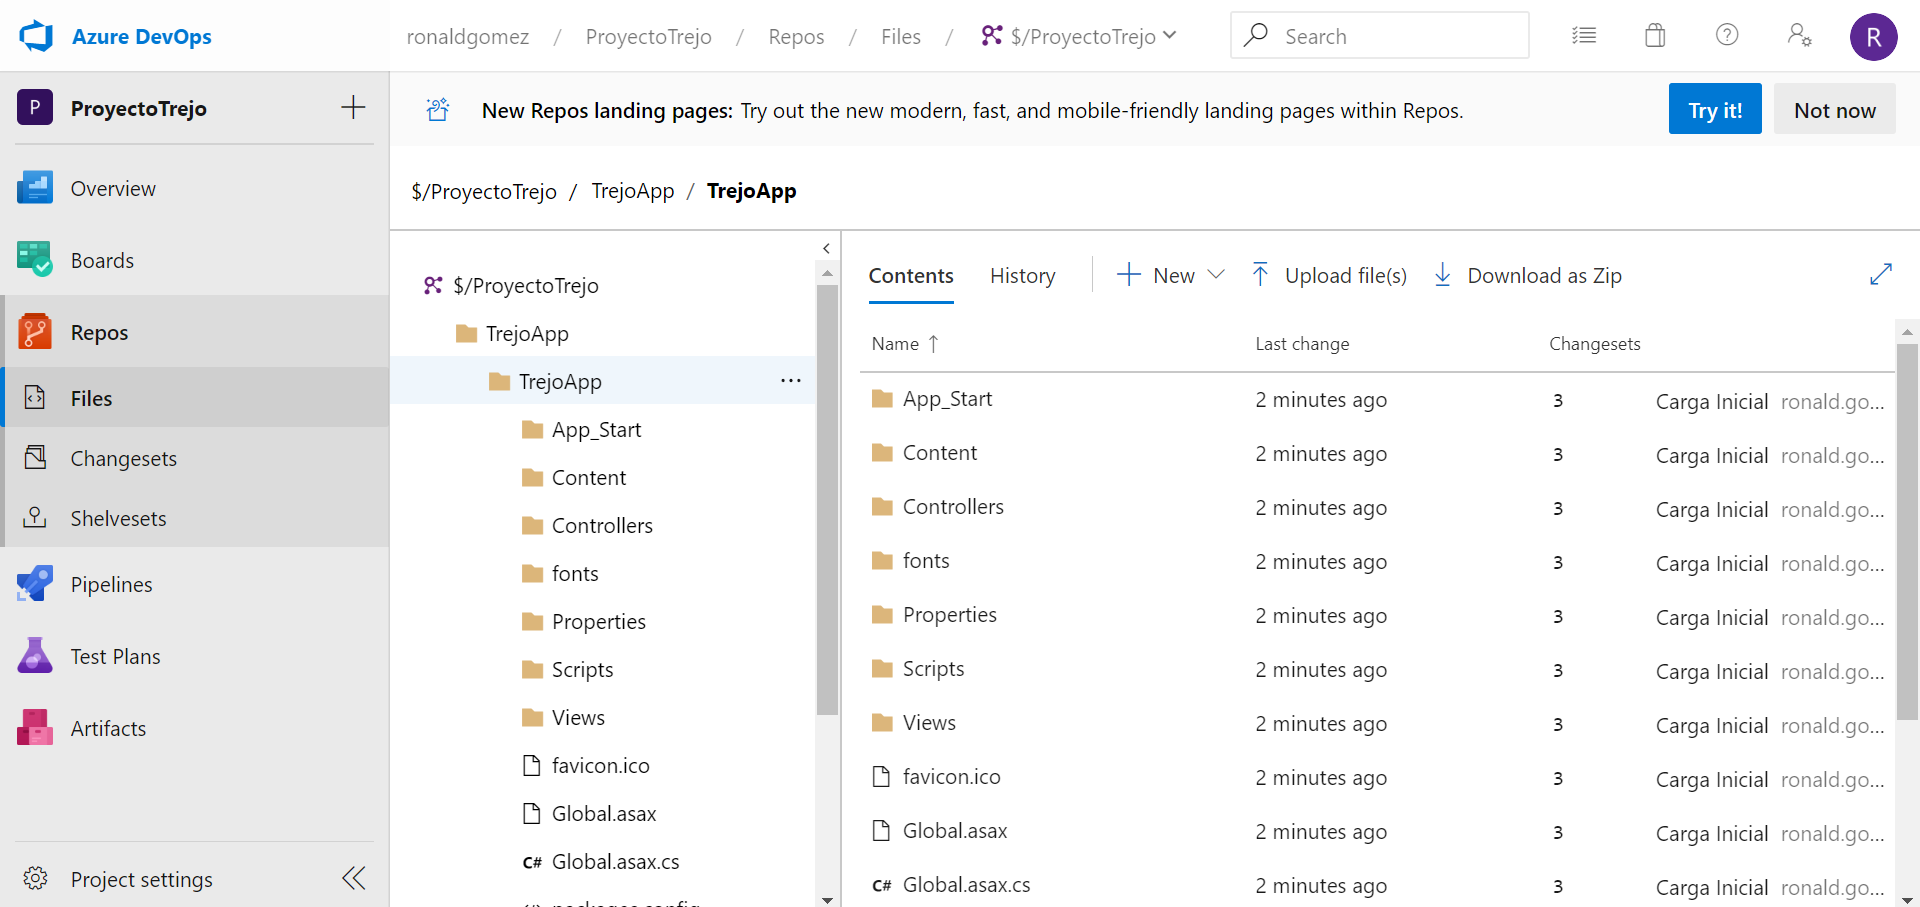 Azure DevOps
ronaldgomez / ProyectoTrejo / Repos / Files / $/ProyectoTrejo
Search
R
P ProyectoTrejo
Overview
Boards
Repos
Files
Changesets
Shelvesets
Pipelines
Test Plans
Artifacts
Project settings
New Repos landing pages: Try out the new modern, fast, and mobile-friendly landing pages within Repos.
Try it!
Not now
$/ProyectoTrejo / TrejoApp / TrejoApp
$/ProyectoTrejo
TrejoApp
TrejoApp
App_Start
Content
Controllers
fonts
Properties
Scripts
Views
favicon.ico
Global.asax
C# Global.asax.cs
packages.config
Contents History New Upload file(s) Download as Zip
Name Last change Changesets
App_Start 2 minutes ago 3 Carga Inicial ronald.go...
Content 2 minutes ago 3 Carga Inicial ronald.go...
Controllers 2 minutes ago 3 Carga Inicial ronald.go...
fonts 2 minutes ago 3 Carga Inicial ronald.go...
Properties 2 minutes ago 3 Carga Inicial ronald.go...
Scripts 2 minutes ago 3 Carga Inicial ronald.go...
Views 2 minutes ago 3 Carga Inicial ronald.go...
favicon.ico 2 minutes ago 3 Carga Inicial ronald.go...
Global.asax 2 minutes ago 3 Carga Inicial ronald.go...
C# Global.asax.cs 2 minutes ago 3 Carga Inicial ronald.go...